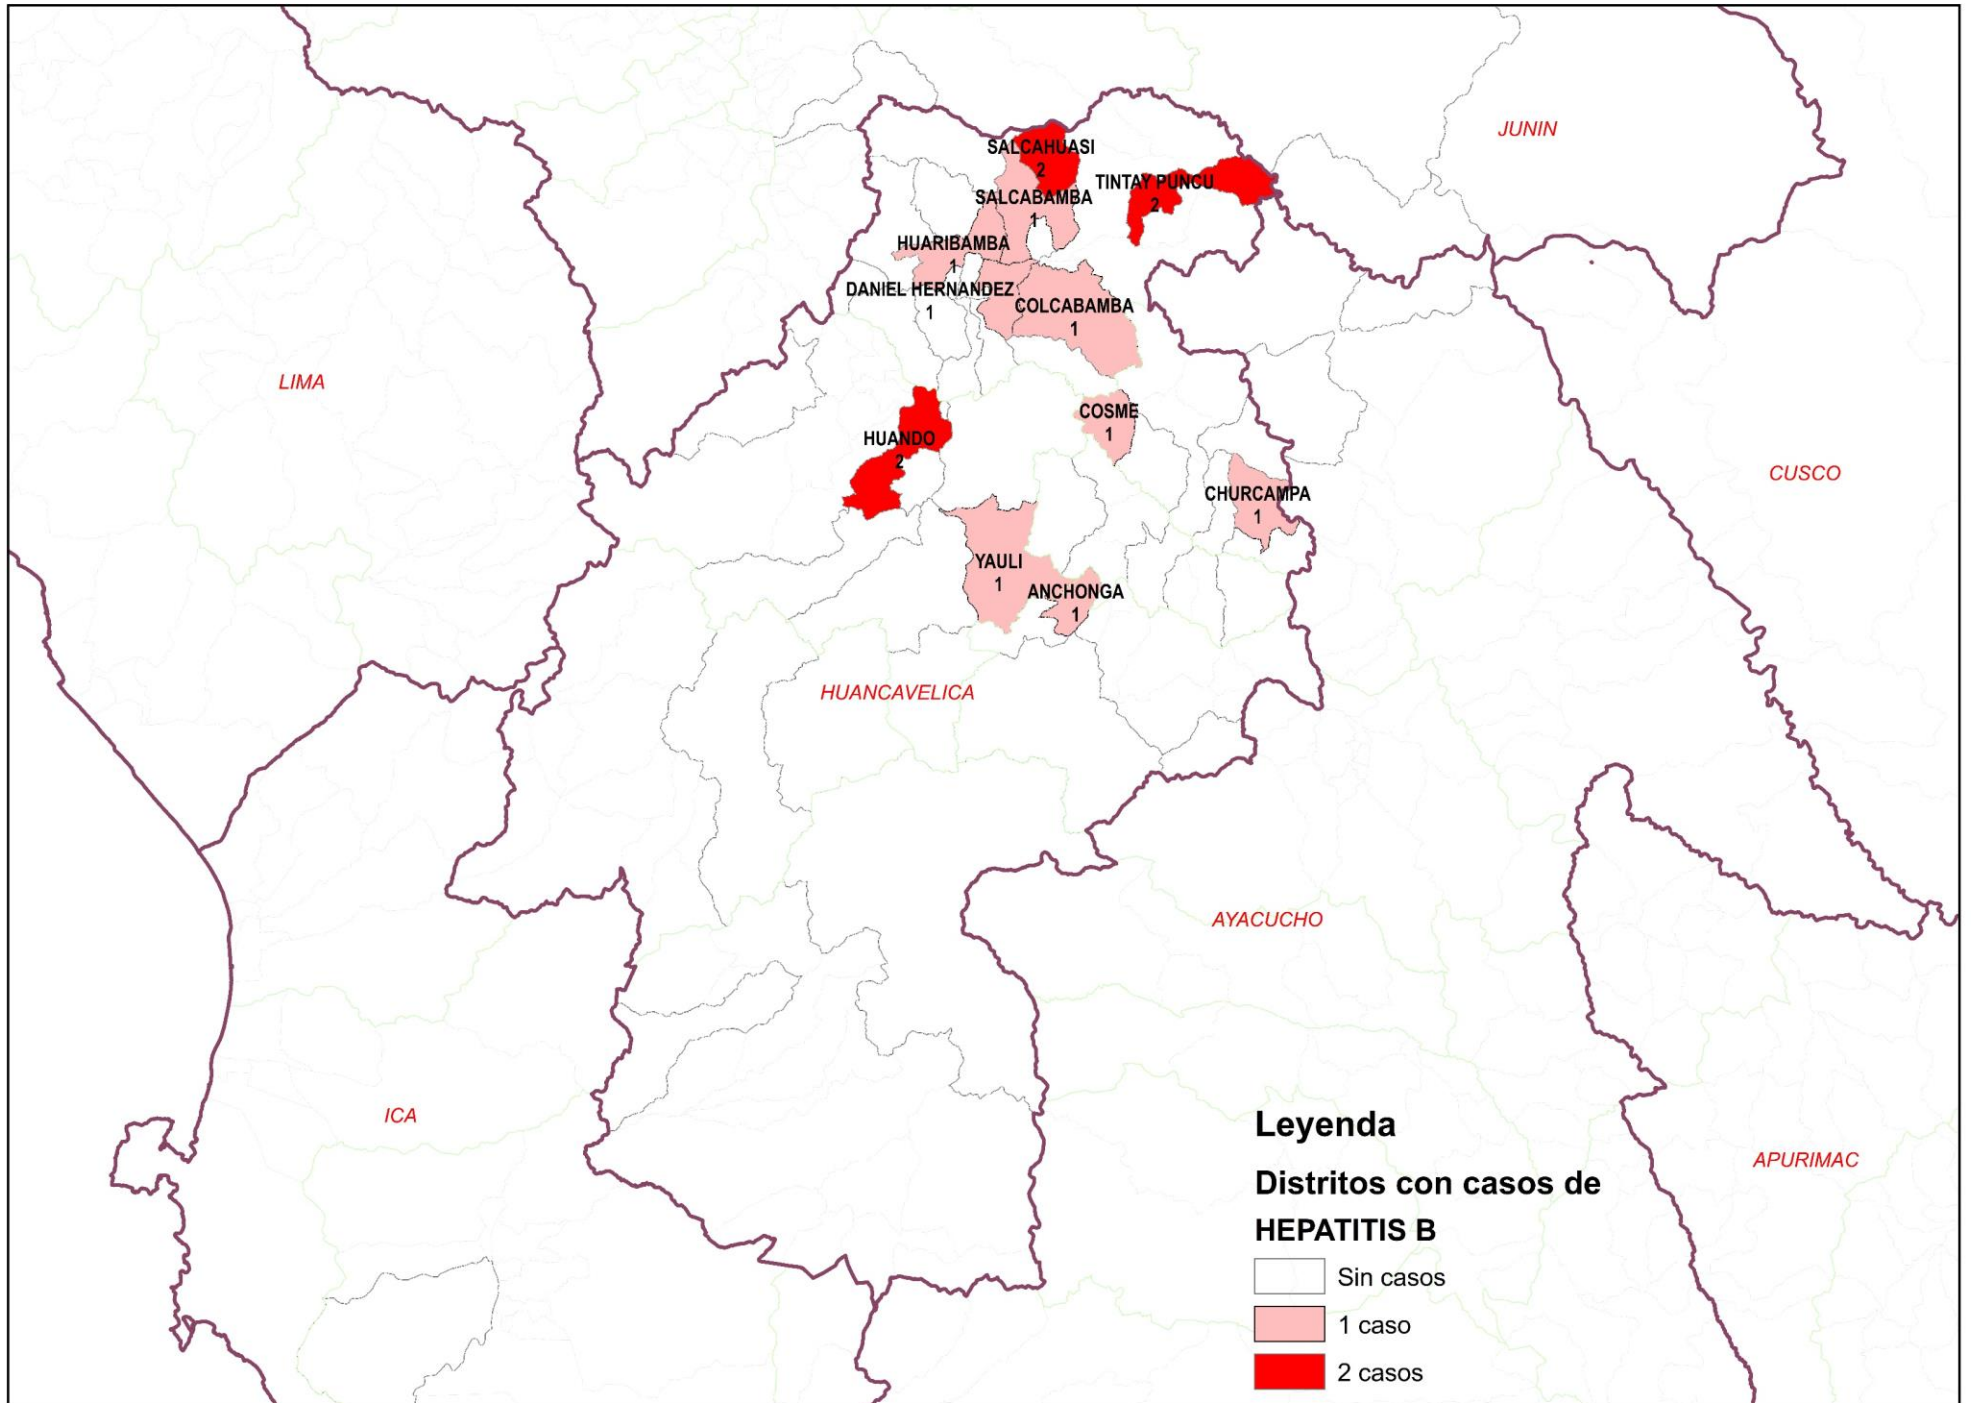 JUNIN
SALCAHUASI
2
TINTAY PUNCU
2
SALCABAMBA
1
HUARIBAMBA
1
DANIEL HERNANDEZ
1
COLCABAMBA
1
LIMA
COSME
1
HUANDO
2
CUSCO
CHURCAMPA
1
YAULI
1
ANCHONGA
1
HUANCAVELICA
AYACUCHO
ICA
APURIMAC
Leyenda
Distritos con casos de
HEPATITIS B
Sin casos
1 caso
2 casos